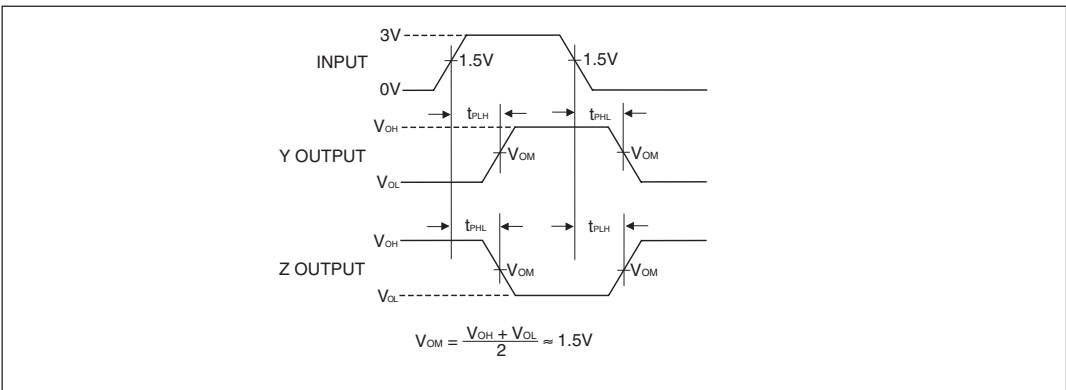 3V
INPUT
1.5V
1.5V
0V
tPLH
tPHL
VOH
Y OUTPUT
VOM
VOM
VOL
tPHL
tPLH
VOH
Z OUTPUT
VOM
VOM
VOL
VOM = VOH + VOL / 2 ≈ 1.5V